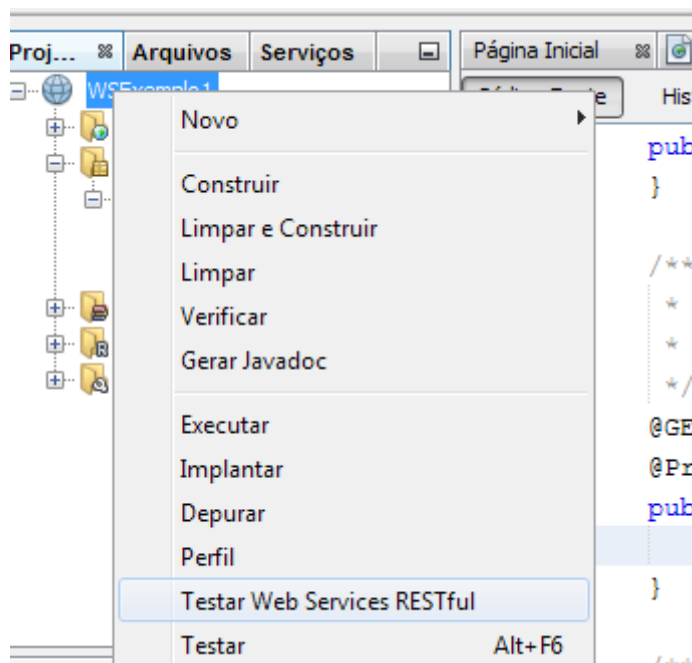 Proj... Arquivos Serviços Página Inicial
WSExemplo1
Novo
Construir
Limpar e Construir
Limpar
Verificar
Gerar Javadoc
Executar
Implantar
Depurar
Perfil
Testar Web Services RESTful
Testar Alt+F6
His
pub
}
/**
*
*
*/
@GE
@Pr
pub
}